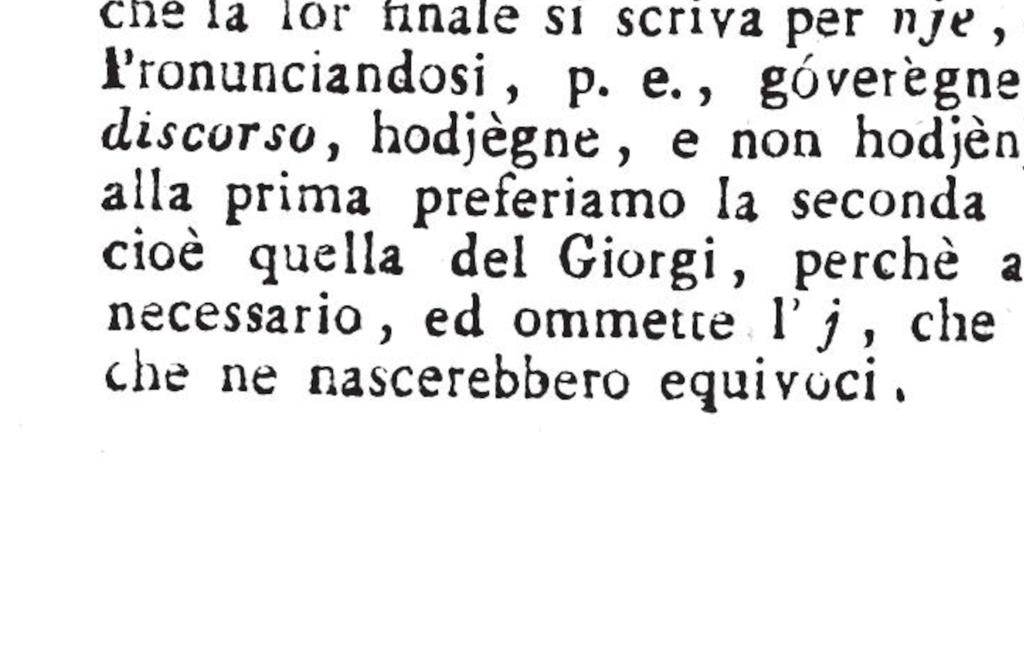 che la lor finale si scriva per nje,
Pronunciandosi, p. e., góverègne
discorso, hodjègne, e non hodjèn
alla prima preferiamo la seconda
cioè quella del Giorgi, perchè a
necessario, ed ommette l' j, che
che ne nascerebbero equivoci.